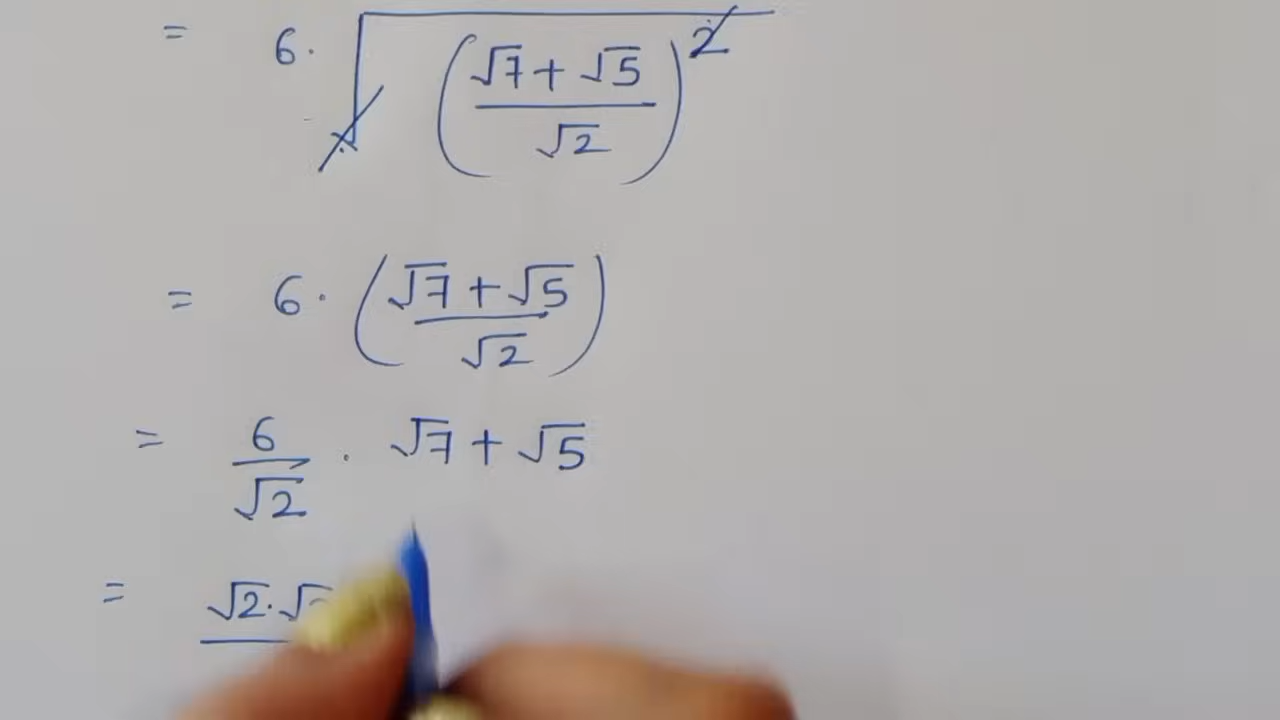 = 6 · √((√7 + √5)/√2)^2
= 6 · ((√7 + √5)/√2)
= 6/√2 · √7 + √5
= √2 · √